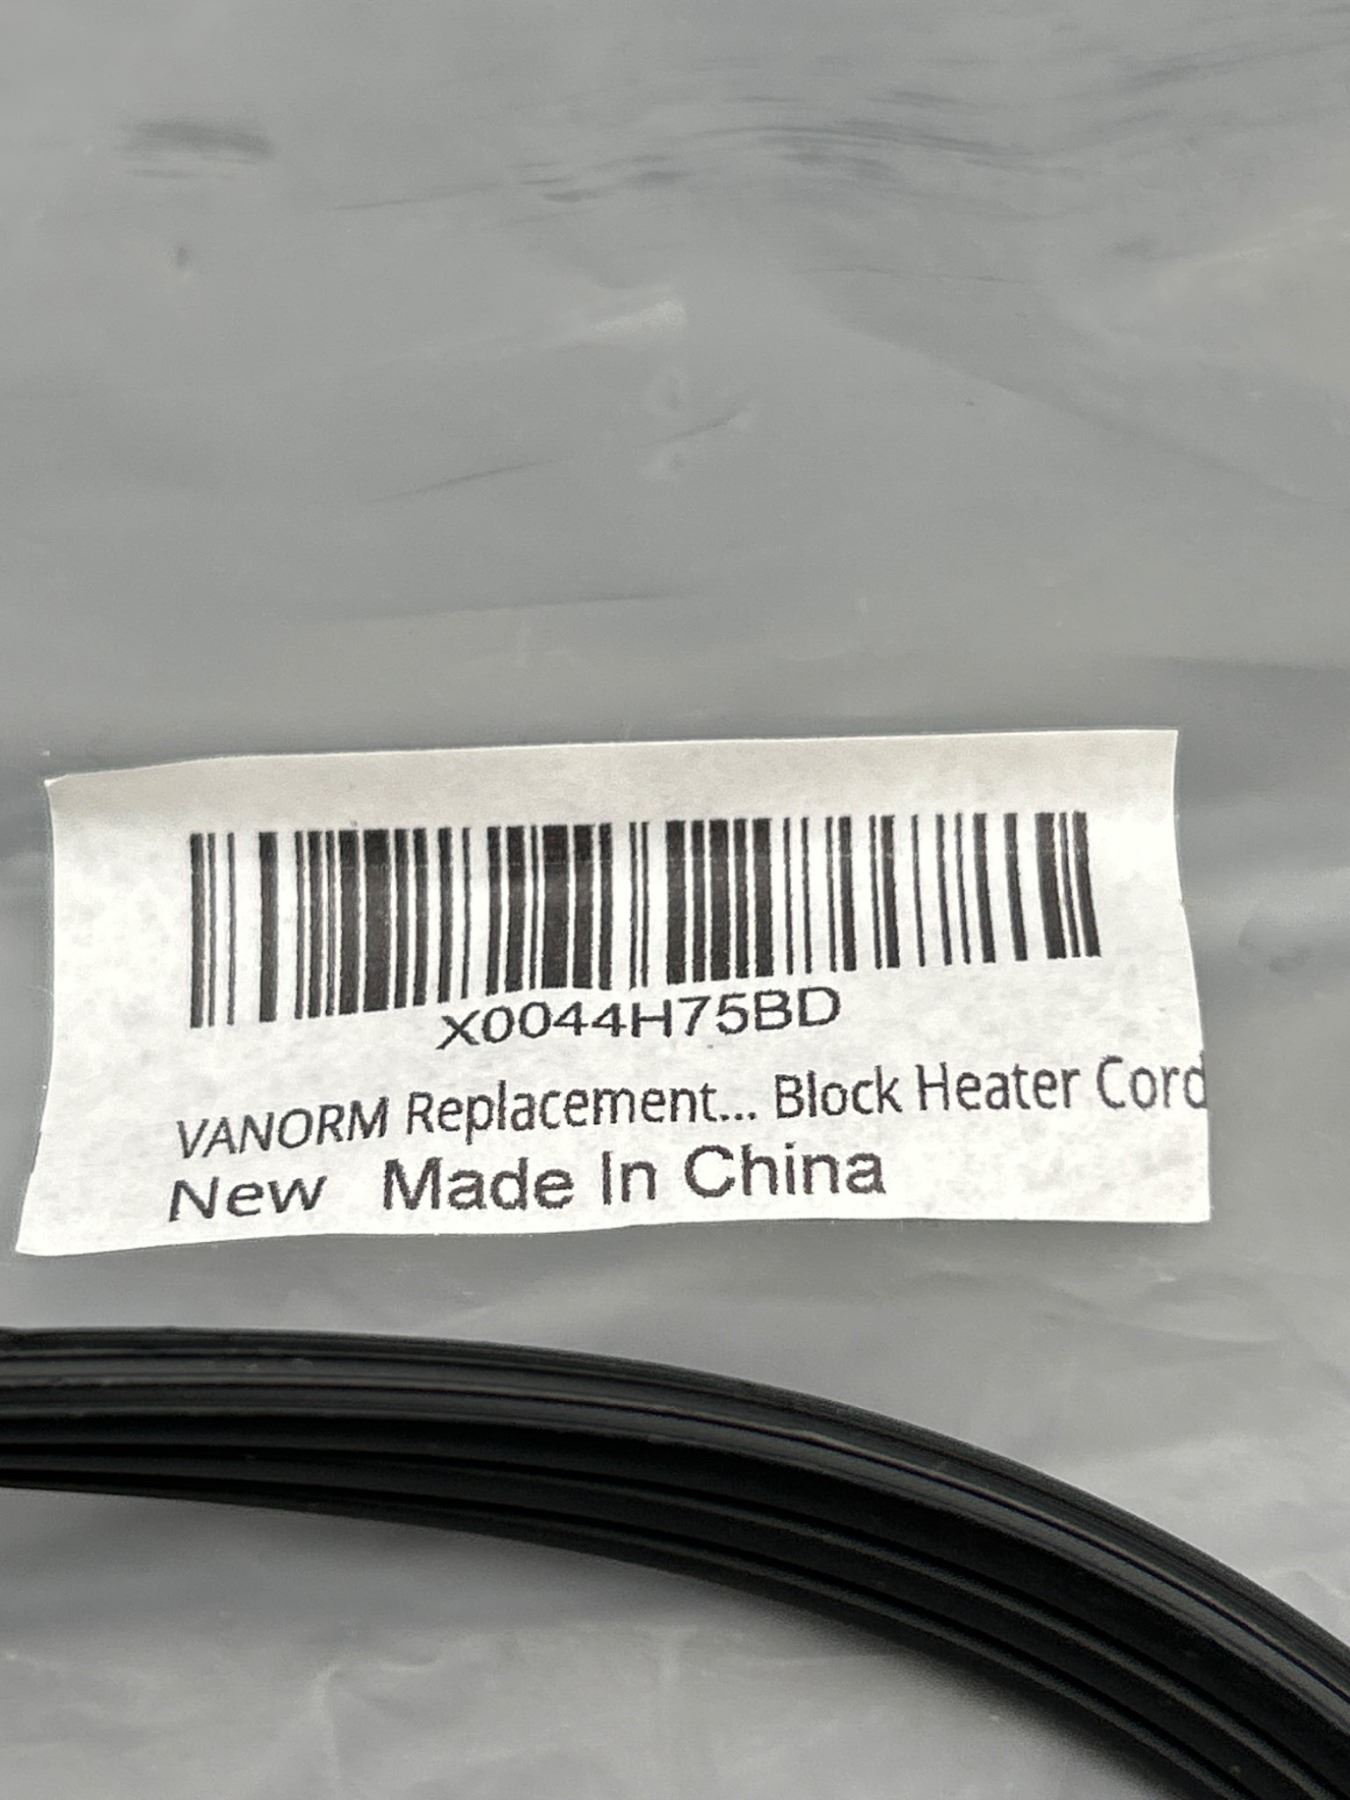 X0044H75BD
VANORM Replacement... Block Heater Cord
New Made In China